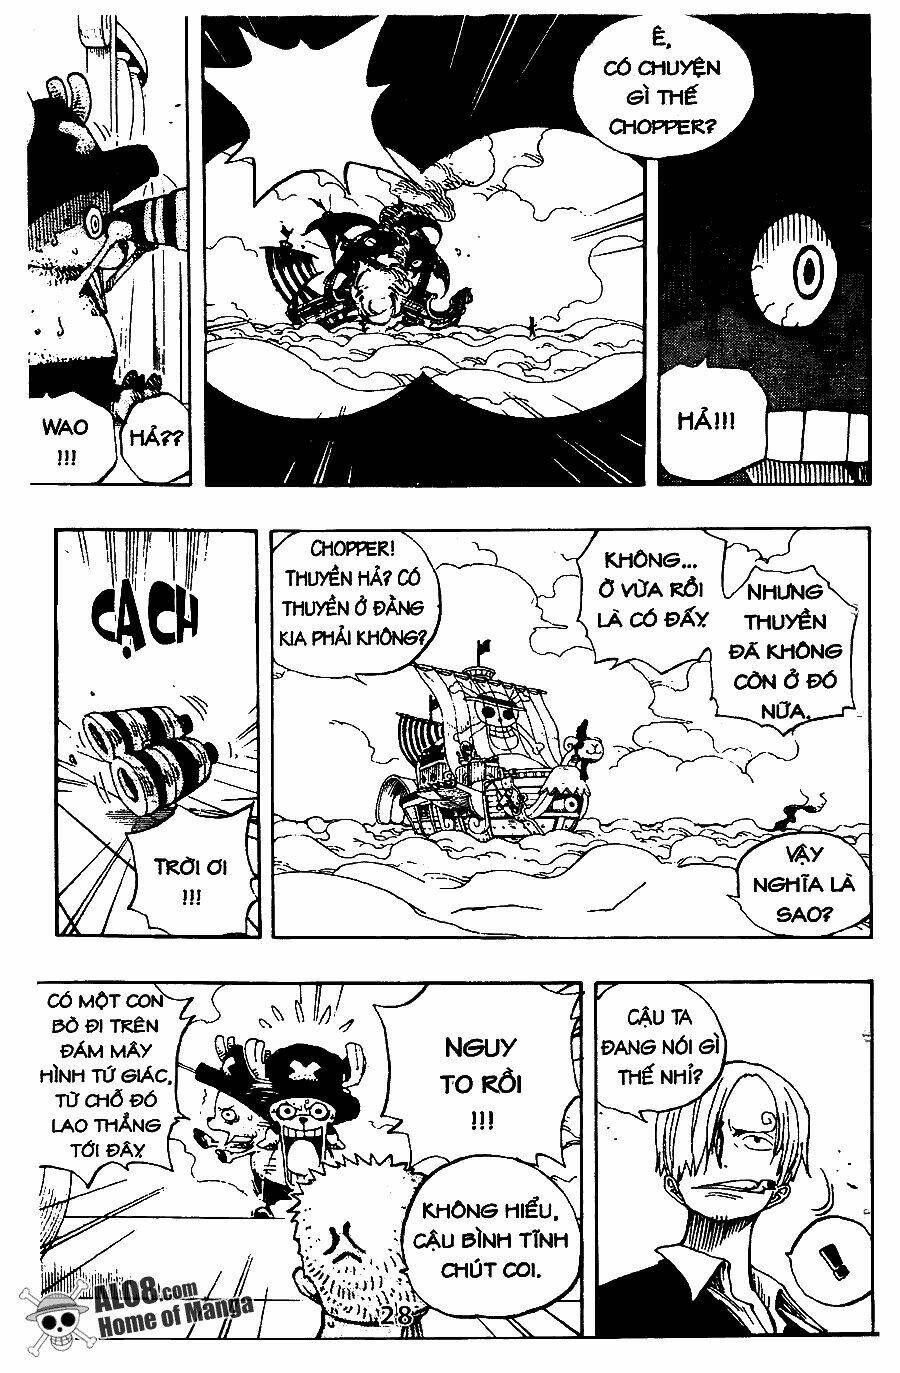 Ê,
CÓ CHUYỆN
GÌ THẾ
CHOPPER?
HẢ!!!
HẢ??
WAO
!!!
KHÔNG...
Ở VỪA RỒI
LÀ CÓ ĐẤY.
NHƯNG
THUYỀN
ĐÃ KHÔNG
CÒN Ở ĐÓ
NỮA.
CHOPPER!
THUYỀN HẢ? CÓ
THUYỀN Ở ĐẰNG
KIA PHẢI KHÔNG?
VẬY
NGHĨA LÀ
SAO?
CẠCH
TRỜI ƠI
!!!
CẬU TA
ĐANG NÓI GÌ
THẾ NHỈ?
!
NGUY
TO RỒI
!!!
KHÔNG HIỂU,
CẬU BÌNH TĨNH
CHÚT COI.
CÓ MỘT CON
BÒ ĐI TRÊN
ĐÁM MÂY
HÌNH TỨ GIÁC,
TỪ CHỖ ĐÓ
LAO THẲNG
TỚI ĐÂY.
28
ALO8.com
Home of Manga